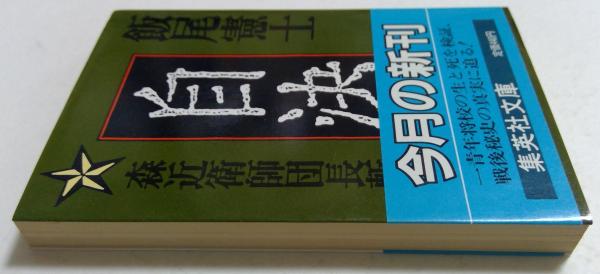 飯尾憲士
自決
森近衛師団長
今月の新刊
一青年将校の生と死を検証、
戦後秘史の真実に迫る!
集英社文庫